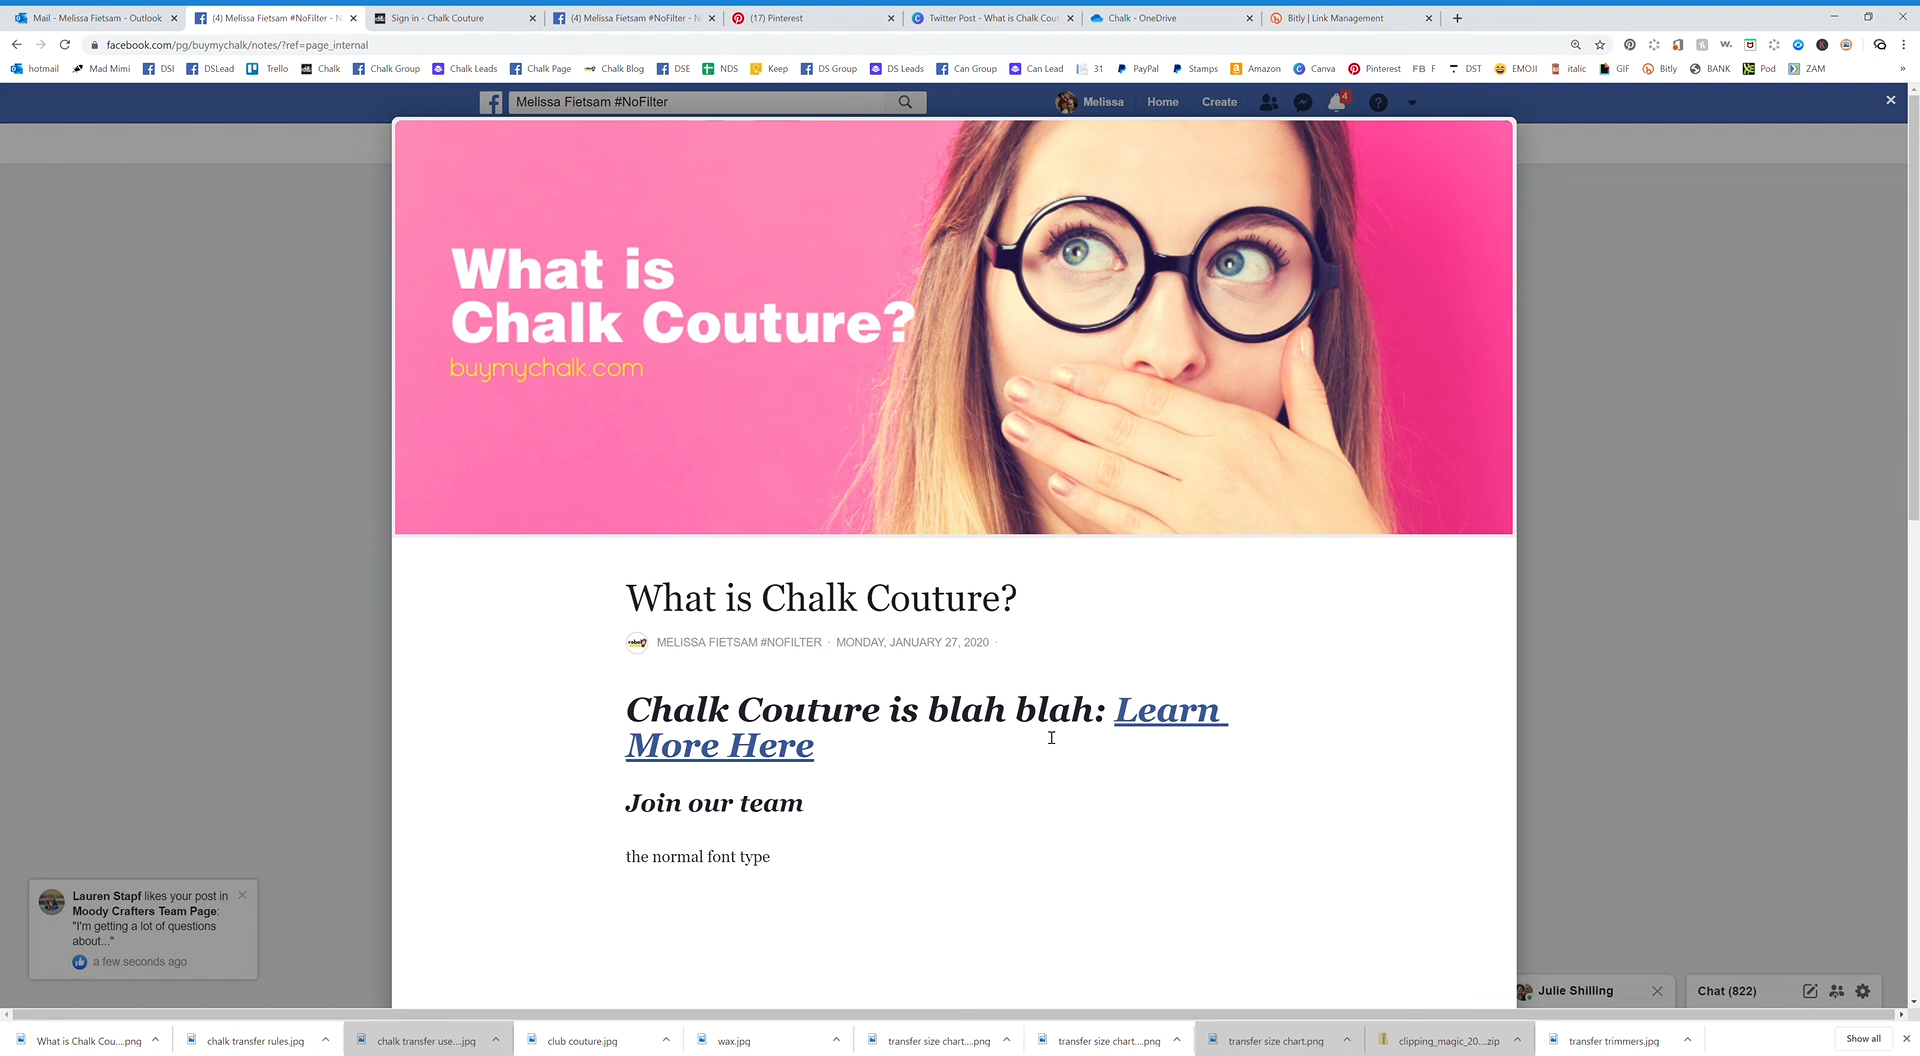 Mail - Melissa Fietsam - Outlook
(4) Melissa Fietsam #NoFilter - N
Sign in - Chalk Couture
(4) Melissa Fietsam #NoFilter - N
(17) Pinterest
Twitter Post - What is Chalk Cou
Chalk - OneDrive
Bitly | Link Management
facebook.com/pg/buymychalk/notes/?ref=page_internal
hotmail Mad Mimi DSI DSLead Trello Chalk Chalk Group Chalk Leads Chalk Page Chalk Blog DSE NDS Keep DS Group DS Leads Can Group Can Lead 31 PayPal Stamps Amazon Canva Pinterest FB F DST EMOJI italic GIF Bitly BANK Pod ZAM
Melissa Fietsam #NoFilter
Melissa Home Create 4
What is
Chalk Couture?
buymychalk.com
What is Chalk Couture?
MELISSA FIETSAM #NOFILTER · MONDAY, JANUARY 27, 2020 ·
Chalk Couture is blah blah: Learn
More Here
Join our team
the normal font type
Lauren Stapf likes your post in
Moody Crafters Team Page:
"I'm getting a lot of questions
about..."
a few seconds ago
Julie Shilling
Chat (822)
What is Chalk Cou....png
chalk transfer rules.jpg
chalk transfer use....jpg
club couture.jpg
wax.jpg
transfer size chart....png
transfer size chart....png
transfer size chart.png
clipping_magic_20....zip
transfer trimmers.jpg
Show all